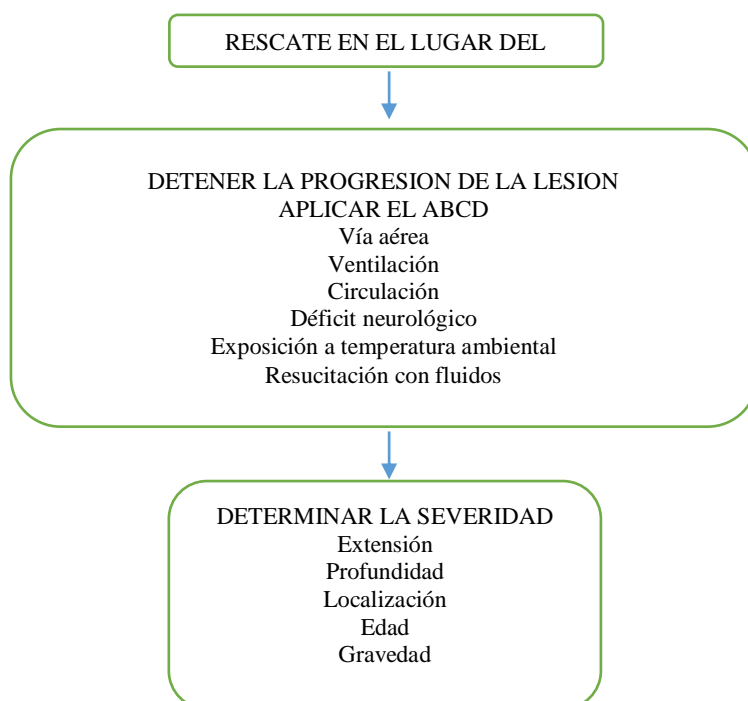 RESCATE EN EL LUGAR DEL
DETENER LA PROGRESION DE LA LESION
APLICAR EL ABCD
Vía aérea
Ventilación
Circulación
Déficit neurológico
Exposición a temperatura ambiental
Resucitación con fluidos
DETERMINAR LA SEVERIDAD
Extensión
Profundidad
Localización
Edad
Gravedad